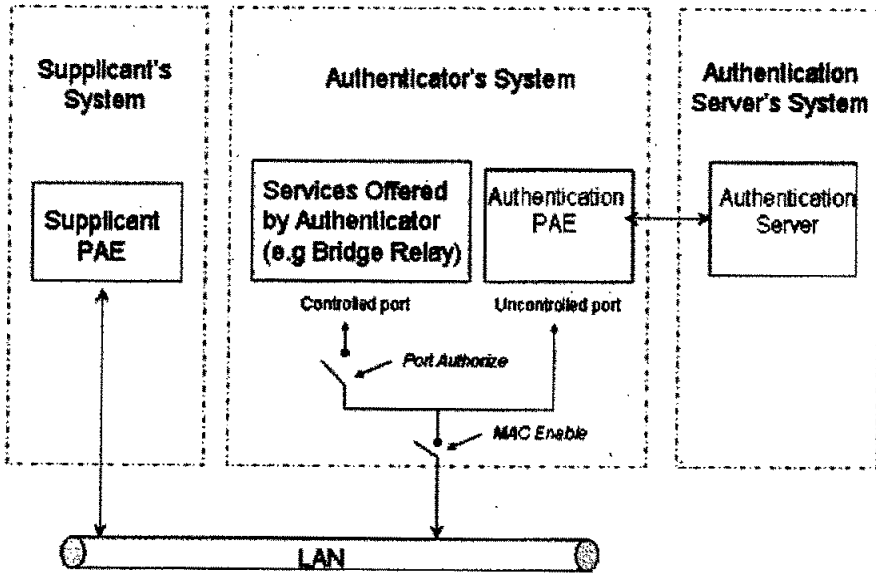 Supplicant's
System
Authenticator's System
Authentication
Server's System
Supplicant
PAE
Services Offered
by Authenticator
(e.g Bridge Relay)
Authentication
PAE
Authentication
Server
Controlled port
Uncontrolled port
Port Authorize
MAC Enable
LAN